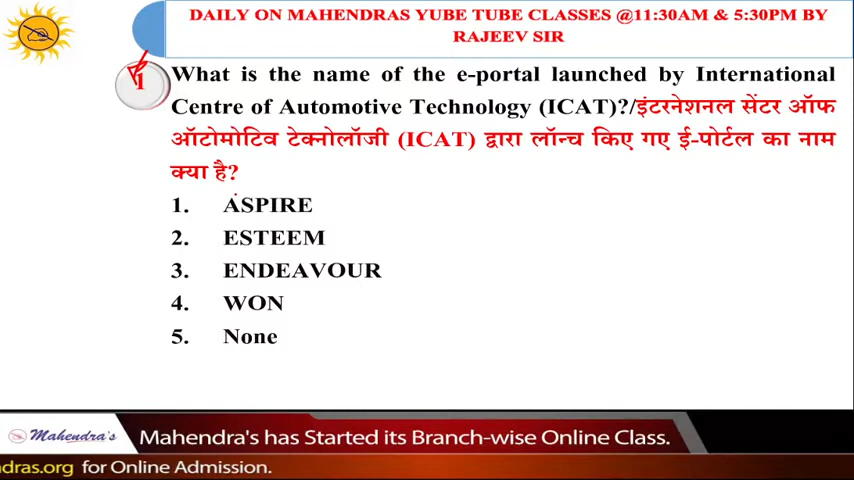 DAILY ON MAHENDRAS YUBE TUBE CLASSES @11:30AM & 5:30PM BY
RAJEEV SIR
1
What is the name of the e-portal launched by International
Centre of Automotive Technology (ICAT)?/इंटरनेशनल सेंटर ऑफ
ऑटोमोटिव टेक्नोलॉजी (ICAT) द्वारा लॉन्च किए गए ई-पोर्टल का नाम
क्या है?
1. ASPIRE
2. ESTEEM
3. ENDEAVOUR
4. WON
5. None
Mahendra's
Mahendra's has Started its Branch-wise Online Class.
ndras.org for Online Admission.